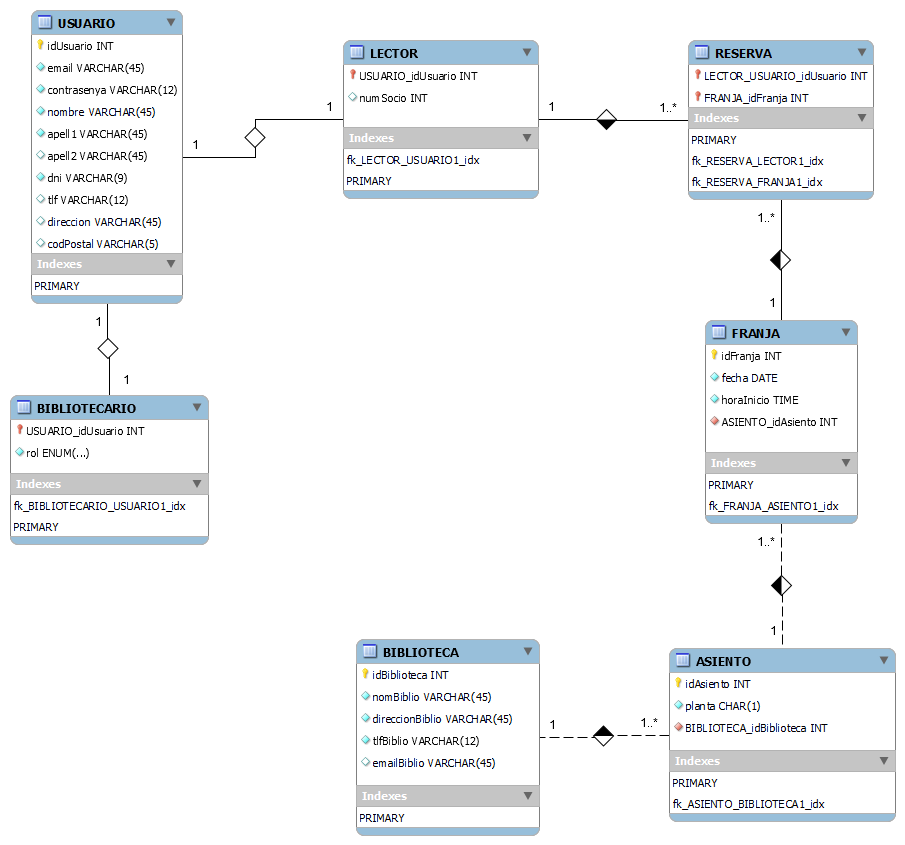 USUARIO
idUsuario INT
email VARCHAR(45)
contrasenya VARCHAR(12)
nombre VARCHAR(45)
apell1 VARCHAR(45)
apell2 VARCHAR(45)
dni VARCHAR(9)
tlf VARCHAR(12)
direccion VARCHAR(45)
codPostal VARCHAR(5)
Indexes
PRIMARY
1
1
LECTOR
USUARIO_idUsuario INT
numSocio INT
Indexes
fk_LECTOR_USUARIO1_idx
PRIMARY
1
1..*
RESERVA
LECTOR_USUARIO_idUsuario INT
FRANJA_idFranja INT
Indexes
PRIMARY
fk_RESERVA_LECTOR1_idx
fk_RESERVA_FRANJA1_idx
1..*
1
1
1
BIBLIOTECARIO
USUARIO_idUsuario INT
rol ENUM(...)
Indexes
fk_BIBLIOTECARIO_USUARIO1_idx
PRIMARY
FRANJA
idFranja INT
fecha DATE
horaInicio TIME
ASIENTO_idAsiento INT
Indexes
PRIMARY
fk_FRANJA_ASIENTO1_idx
1..*
1
BIBLIOTECA
idBiblioteca INT
nomBiblio VARCHAR(45)
direccionBiblio VARCHAR(45)
tlfBiblio VARCHAR(12)
emailBiblio VARCHAR(45)
Indexes
PRIMARY
1
1..*
ASIENTO
idAsiento INT
planta CHAR(1)
BIBLIOTECA_idBiblioteca INT
Indexes
PRIMARY
fk_ASIENTO_BIBLIOTECA1_idx